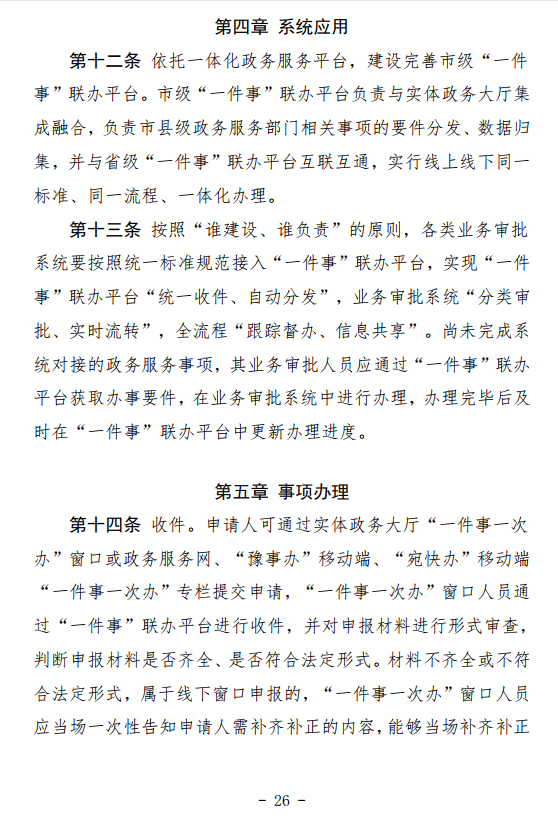 第四章 系统应用
第十二条 依托一体化政务服务平台，建设完善市级“一件
事”联办平台。市级“一件事”联办平台负责与实体政务大厅集
成融合，负责市县级政务服务部门相关事项的要件分发、数据归
集，并与省级“一件事”联办平台互联互通，实行线上线下同一
标准、同一流程、一体化办理。
第十三条 按照“谁建设、谁负责”的原则，各类业务审批
系统要按照统一标准规范接入“一件事”联办平台，实现“一件
事”联办平台“统一收件、自动分发”，业务审批系统“分类审
批、实时流转”，全流程“跟踪督办、信息共享”。尚未完成系
统对接的政务服务事项，其业务审批人员应通过“一件事”联办
平台获取办事要件，在业务审批系统中进行办理，办理完毕后及
时在“一件事”联办平台中更新办理进度。
第五章 事项办理
第十四条 收件。申请人可通过实体政务大厅“一件事一次
办”窗口或政务服务网、“豫事办”移动端、“宛快办”移动端
“一件事一次办”专栏提交申请，“一件事一次办”窗口人员通
过“一件事”联办平台进行收件，并对申报材料进行形式审查，
判断申报材料是否齐全、是否符合法定形式。材料不齐全或不符
合法定形式，属于线下窗口申报的，“一件事一次办”窗口人员
应当场一次性告知申请人需补齐补正的内容，能够当场补齐补正
- 26 -